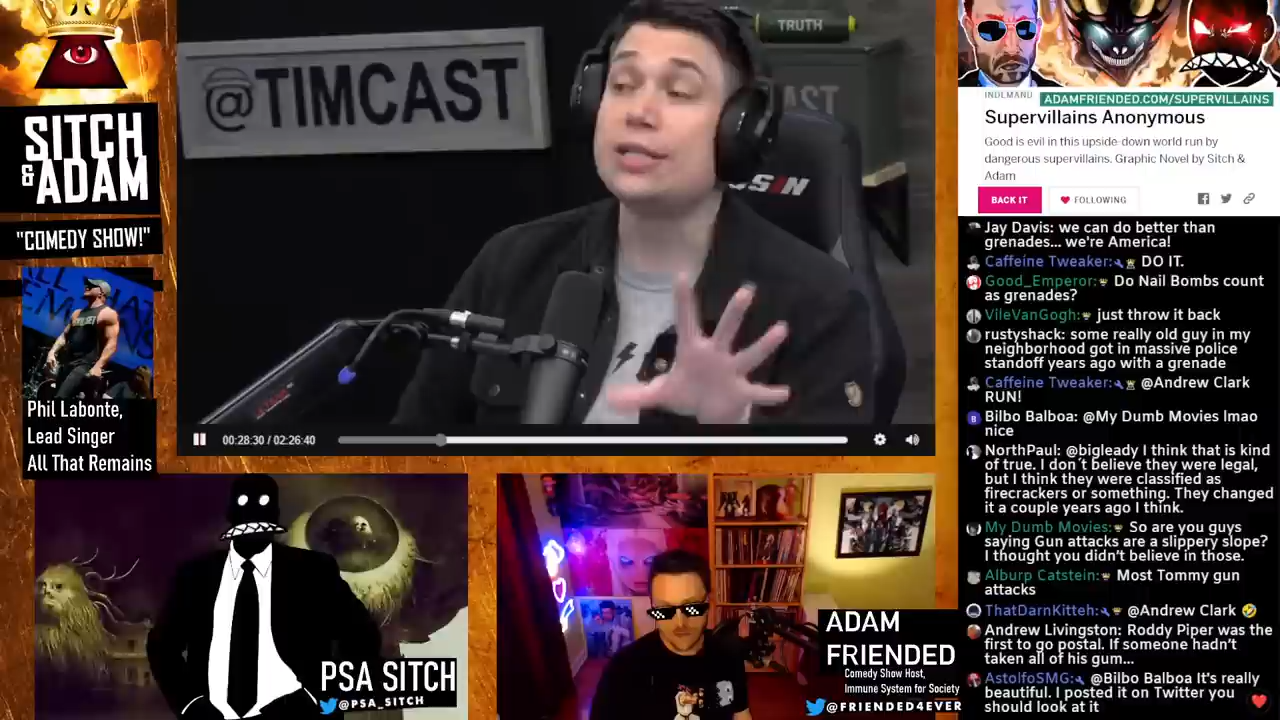 SITCH
& ADAM
"COMEDY SHOW!"
Phil Labonte,
Lead Singer
All That Remains
@TIMCAST
TRUTH
00:28:30 / 02:26:40
PSA SITCH
@PSA_SITCH
ADAM
FRIENDED
Comedy Show Host,
Immune System for Society
@FRIENDED4EVER
INDEMAND
ADAMFRIENDED.COM/SUPERVILLAINS
Supervillains Anonymous
Good is evil in this upside-down world run by
dangerous supervillains. Graphic Novel by Sitch &
Adam
BACK IT
FOLLOWING
Jay Davis: we can do better than
grenades... we're America!
Caffeine Tweaker: DO IT.
Good_Emperor: Do Nail Bombs count
as grenades?
VileVanGogh: just throw it back
rustyshack: some really old guy in my
neighborhood got in massive police
standoff years ago with a grenade
Caffeine Tweaker: @Andrew Clark
RUN!
Bilbo Balboa: @My Dumb Movies lmao
nice
NorthPaul: @bigleady I think that is kind
of true. I don´t believe they were legal,
but I think they were classified as
firecrackers or something. They changed
it a couple years ago I think.
My Dumb Movies: So are you guys
saying Gun attacks are a slippery slope?
I thought you didn’t believe in those.
Alburp Catstein: Most Tommy gun
attacks
ThatDarnKitteh: @Andrew Clark 🤣
Andrew Livingston: Roddy Piper was the
first to go postal. If someone hadn't
taken all of his gum...
AstolfoSMG: @Bilbo Balboa It's really
beautiful. I posted it on Twitter you
should look at it